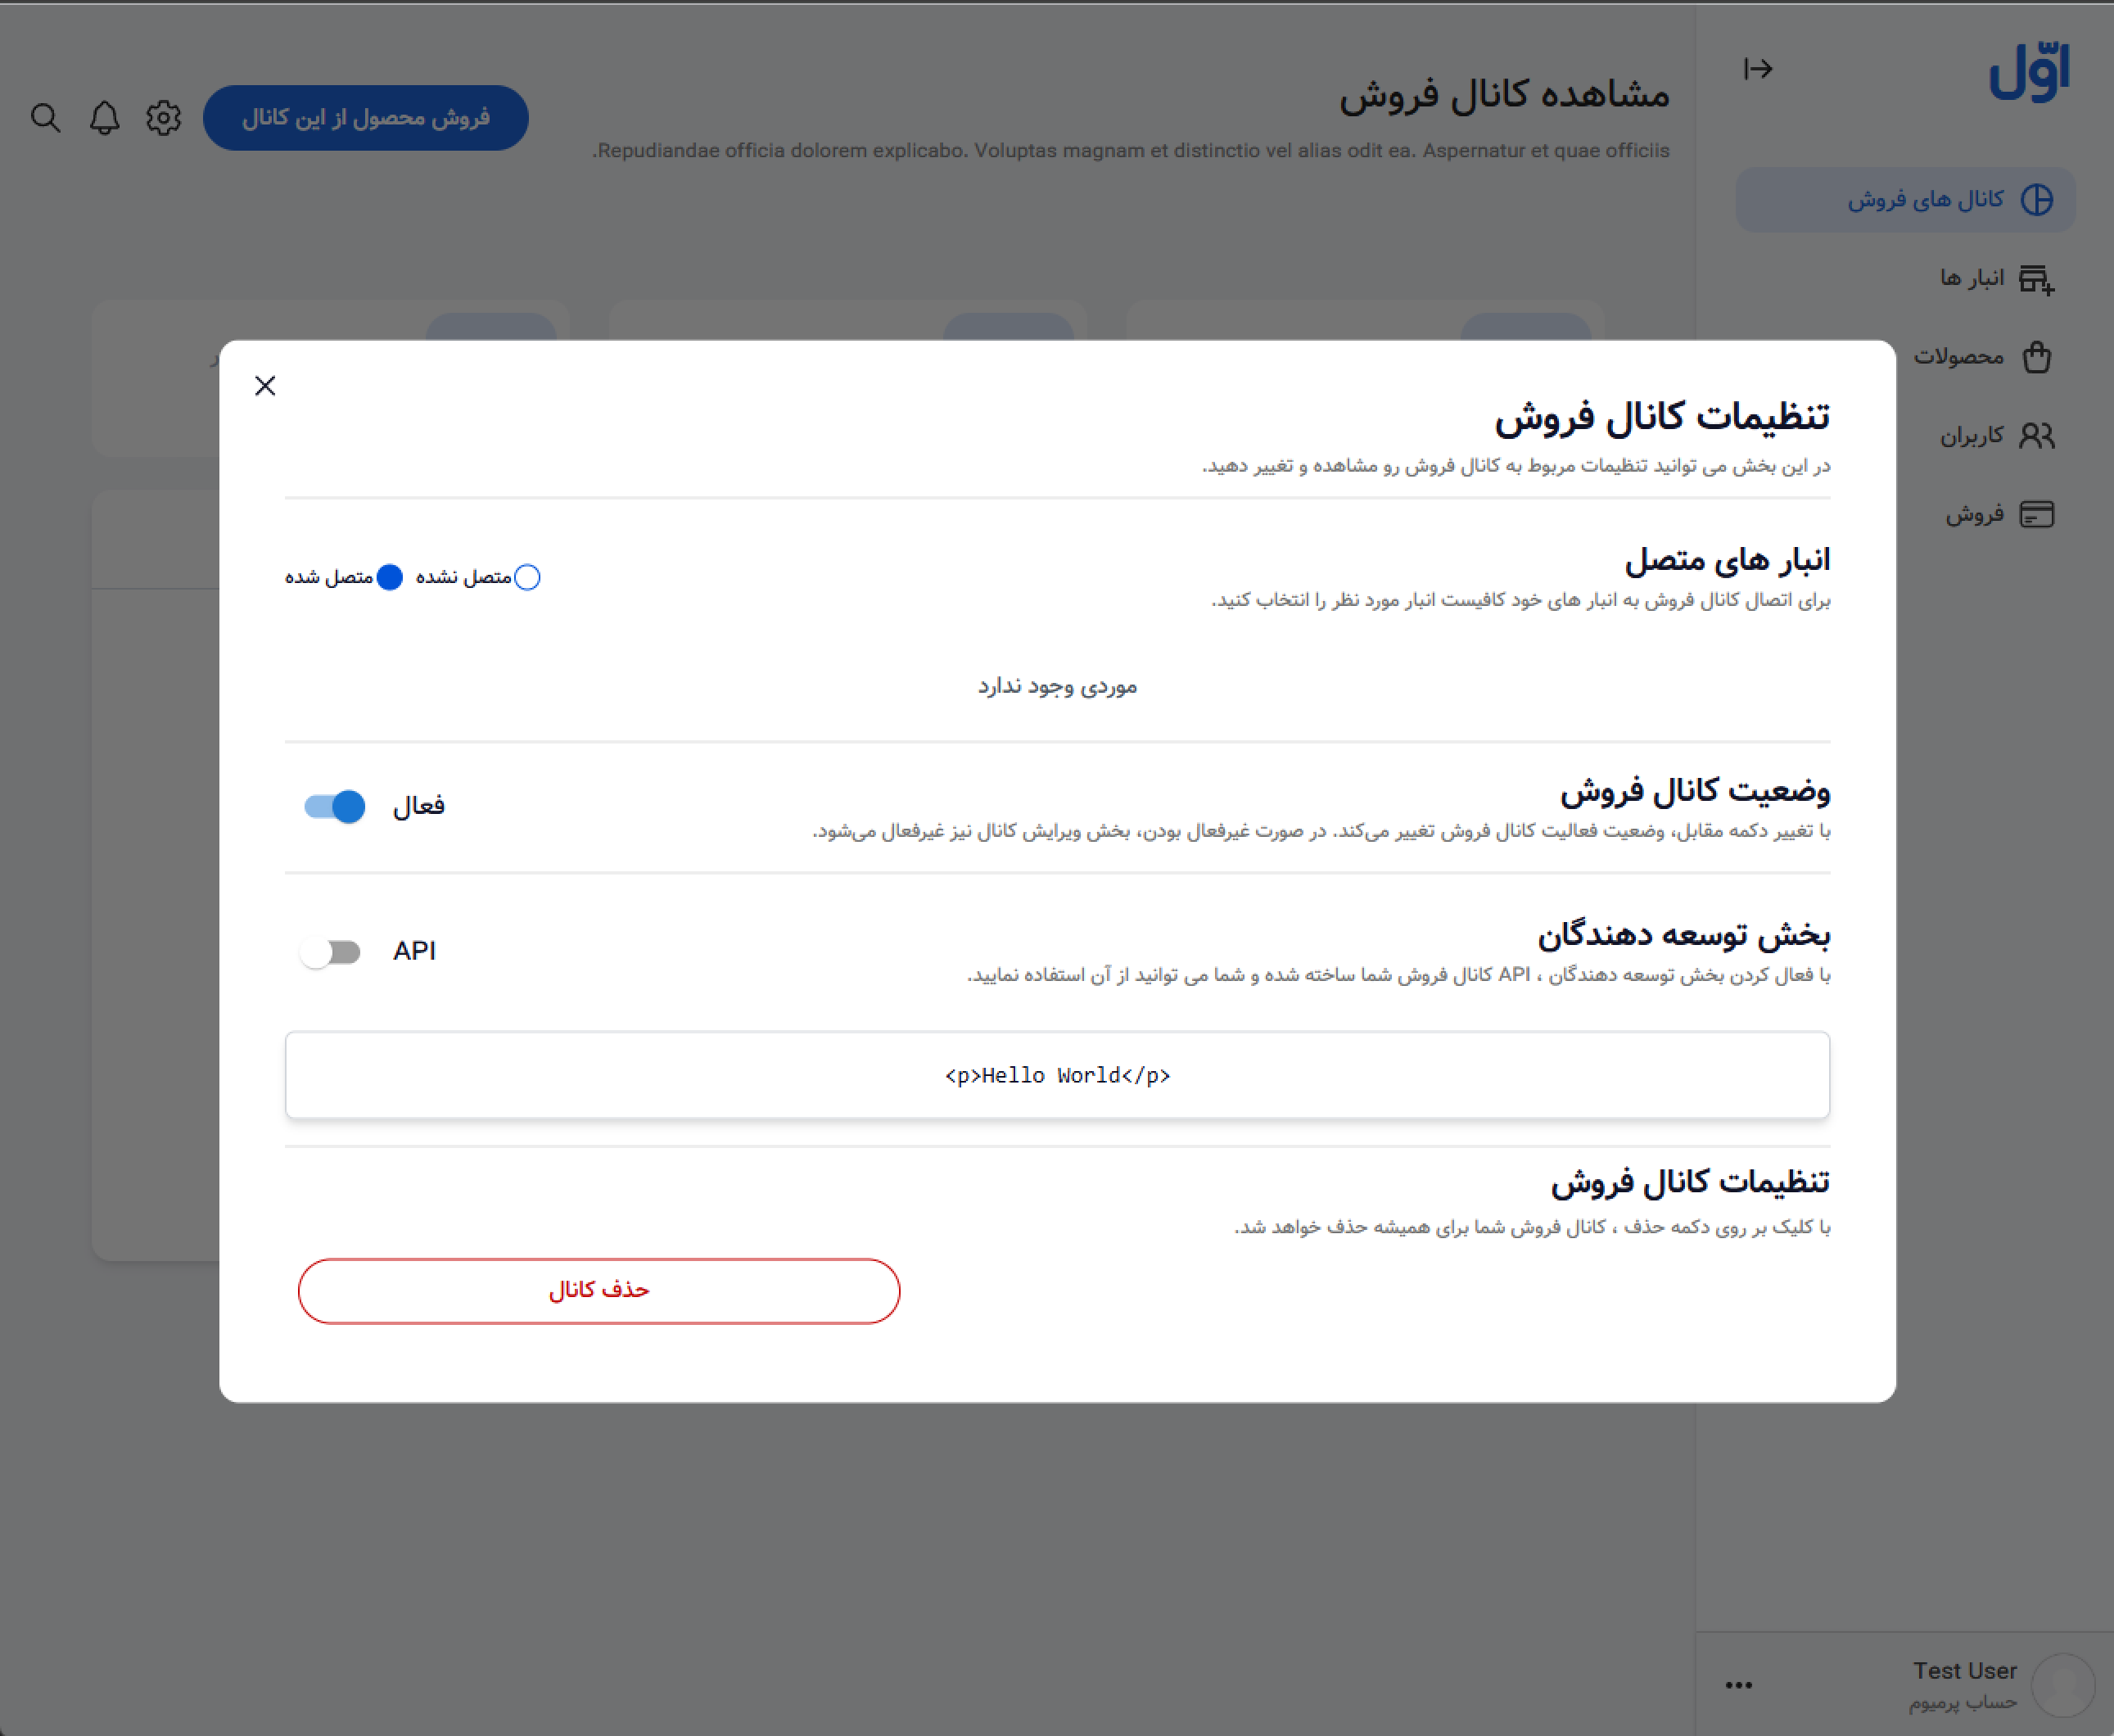 اوّل
کانال های فروش
انبار ها
محصولات
کاربران
فروش
Test User
حساب پرمیوم
مشاهده کانال فروش
Repudiandae officia dolorem explicabo. Voluptas magnam et distinctio vel alias odit ea. Aspernatur et quae officiis.
فروش محصول از این کانال
تنظیمات کانال فروش
در این بخش می توانید تنظیمات مربوط به کانال فروش رو مشاهده و تغییر دهید.
انبار های متصل
برای اتصال کانال فروش به انبار های خود کافیست انبار مورد نظر را انتخاب کنید.
متصل نشده
متصل شده
موردی وجود ندارد
وضعیت کانال فروش
با تغییر دکمه مقابل، وضعیت فعالیت کانال فروش تغییر می‌کند. در صورت غیرفعال بودن، بخش ویرایش کانال نیز غیرفعال می‌شود.
فعال
بخش توسعه دهندگان
با فعال کردن بخش توسعه دهندگان ، API کانال فروش شما ساخته شده و شما می توانید از آن استفاده نمایید.
API
<p>Hello World</p>
تنظیمات کانال فروش
با کلیک بر روی دکمه حذف ، کانال فروش شما برای همیشه حذف خواهد شد.
حذف کانال